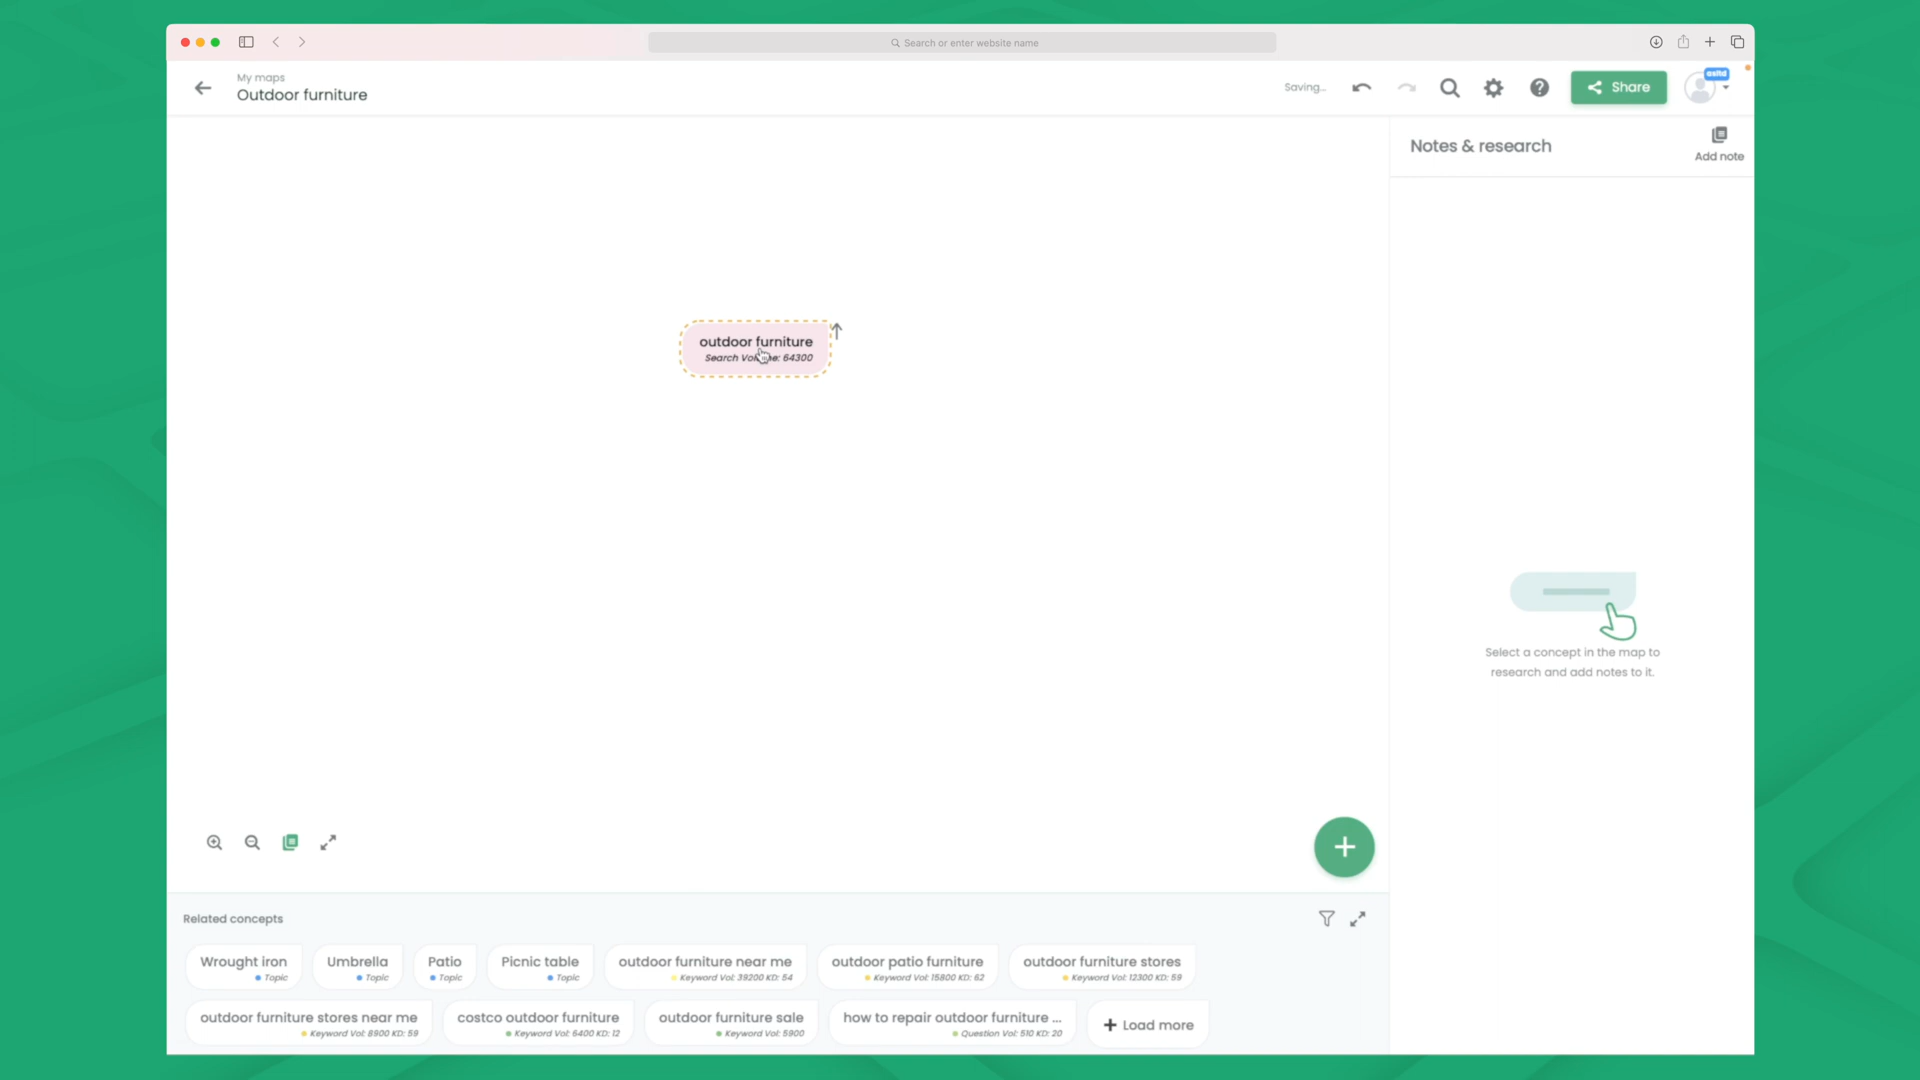 Search or enter website name
My maps
Outdoor furniture
Saving...
Share
Notes & research
Add note
outdoor furniture
Search Volume: 64300
Select a concept in the map to
research and add notes to it.
Related concepts
Wrought iron
Topic
Umbrella
Topic
Patio
Topic
Picnic table
Topic
outdoor furniture near me
Keyword Vol: 39200 KD: 54
outdoor patio furniture
Keyword Vol: 15800 KD: 62
outdoor furniture stores
Keyword Vol: 12300 KD: 59
outdoor furniture stores near me
Keyword Vol: 8900 KD: 59
costco outdoor furniture
Keyword Vol: 6400 KD: 12
outdoor furniture sale
Keyword Vol: 5900
how to repair outdoor furniture ...
Question Vol: 510 KD: 20
+ Load more